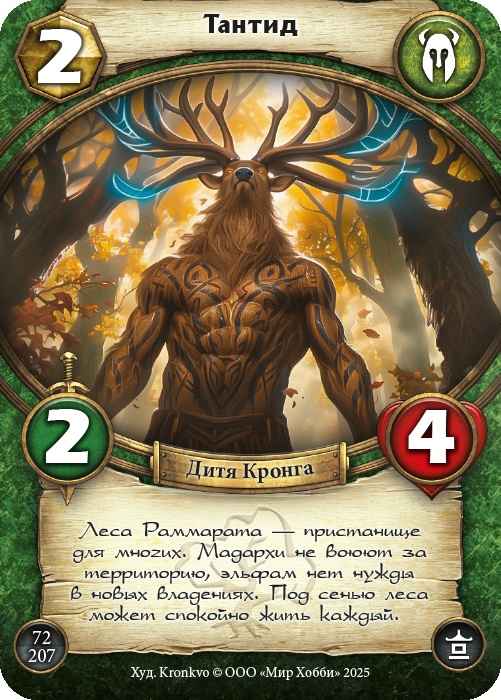 2
Тантид
2
4
Дитя Кронга
Леса Раммарата — пристанище
для многих. Мадархи не воюют за
территорию, эльфам нет нужды
в новых владениях. Под сенью леса
может спокойно жить каждый.
72
207
Худ. Kronkvo © ООО «Мир Хобби» 2025